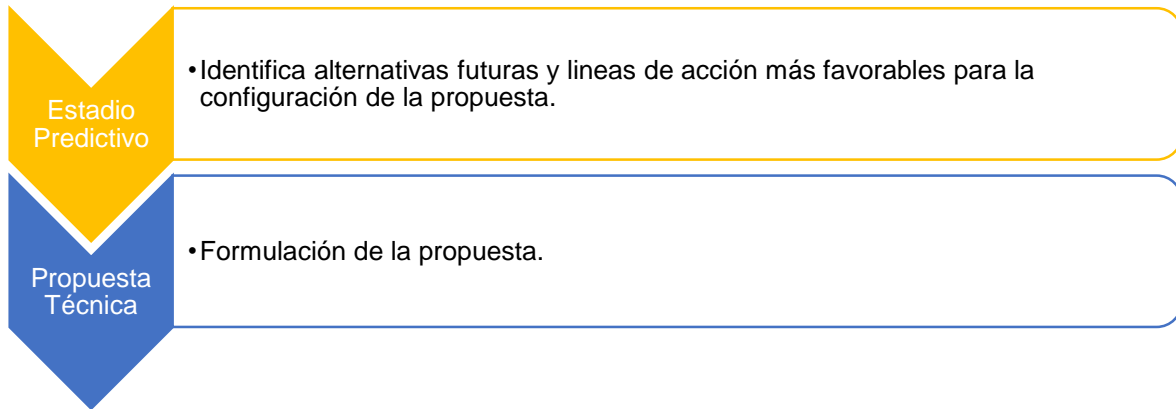 Estadio
Predictivo
•Identifica alternativas futuras y lineas de acción más favorables para la
configuración de la propuesta.
Propuesta
Técnica
•Formulación de la propuesta.